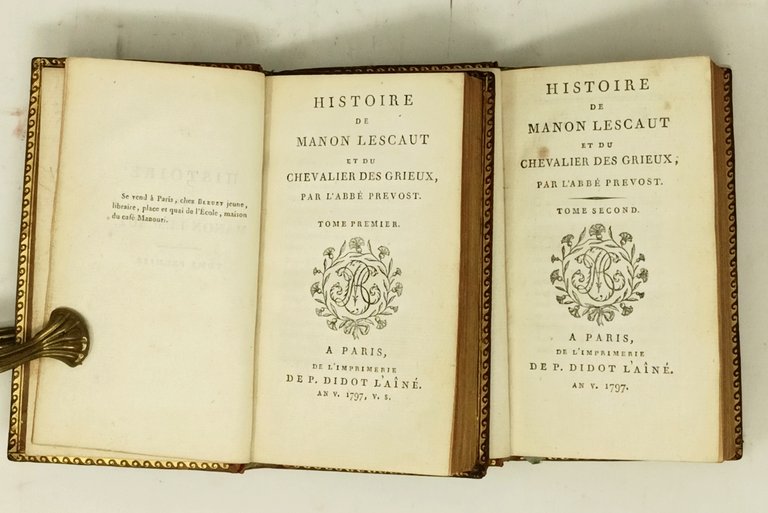 Se vend à Paris, chez BLEUET jeune,
libraire, place et quai de l'Ecole, maison
du café MANOURI.
HISTOIRE
DE
MANON LESCAUT
ET DU
CHEVALIER DES GRIEUX,
PAR L'ABBÉ PREVOST.
TOME PREMIER.
A PARIS,
DE L'IMPRIMERIE
DE P. DIDOT L'AÎNÉ.
AN V. 1797, V. S.
HISTOIRE
DE
MANON LESCAUT
ET DU
CHEVALIER DES GRIEUX,
PAR L'ABBÉ PREVOST.
TOME SECOND.
A PARIS,
DE L'IMPRIMERIE
DE P. DIDOT L'AÎNÉ.
AN V. 1797.